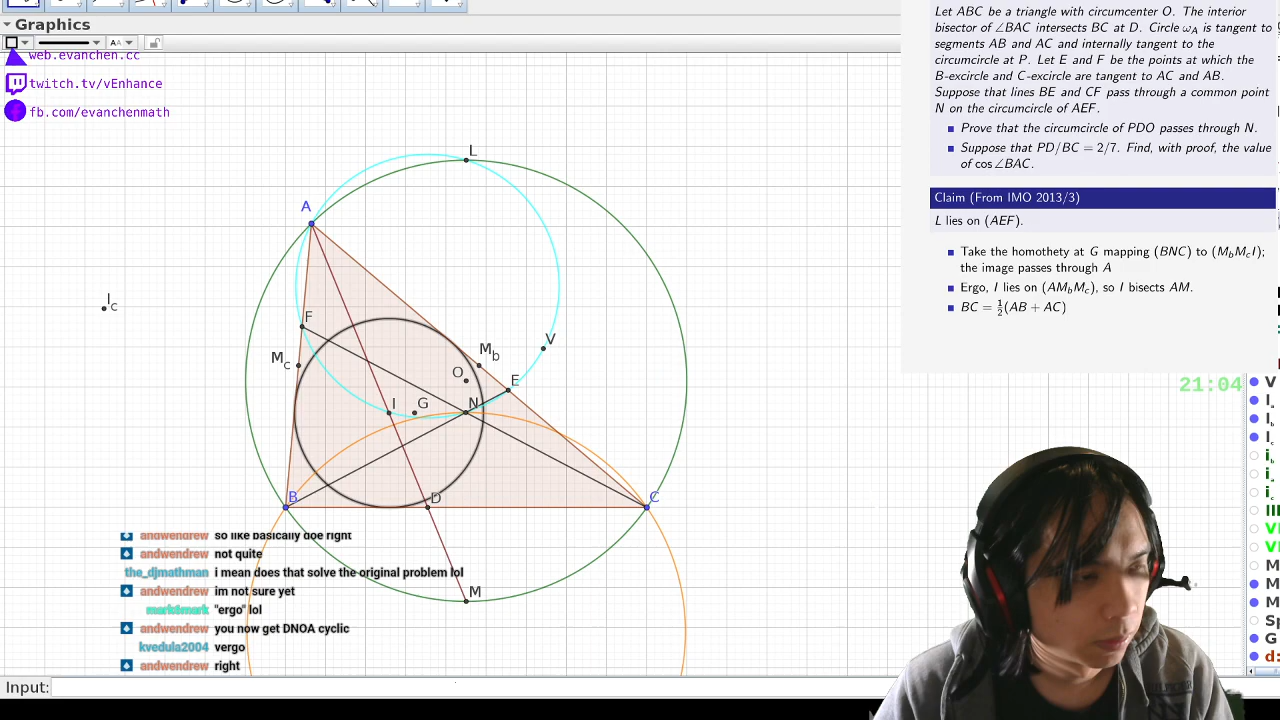 Graphics
web.evanchen.cc
twitch.tv/vEnhance
fb.com/evanchenmath
Let ABC be a triangle with circumcenter O. The interior
bisector of ∠BAC intersects BC at D. Circle ω_A is tangent to
segments AB and AC and internally tangent to the
circumcircle at P. Let E and F be the points at which the
B-excircle and C-excircle are tangent to AC and AB.
Suppose that lines BE and CF pass through a common point
N on the circumcircle of AEF.
Prove that the circumcircle of PDO passes through N.
Suppose that PD/BC = 2/7. Find, with proof, the value
of cos ∠BAC.
Claim (From IMO 2013/3)
L lies on (AEF).
Take the homothety at G mapping (BNC) to (M_bM_cI);
the image passes through A
Ergo, I lies on (AM_bM_c), so I bisects AM.
BC = ½(AB + AC)
21:04
L
A
I_c
F
V
M_c
M_b
O
E
I
G
N
B
D
C
M
andwendrew so like basically doe right
andwendrew not quite
the_djmathman i mean does that solve the original problem lol
andwendrew im not sure yet
mark6mark "ergo" lol
andwendrew you now get DNOA cyclic
kvedula2004 vergo
andwendrew right
Input: